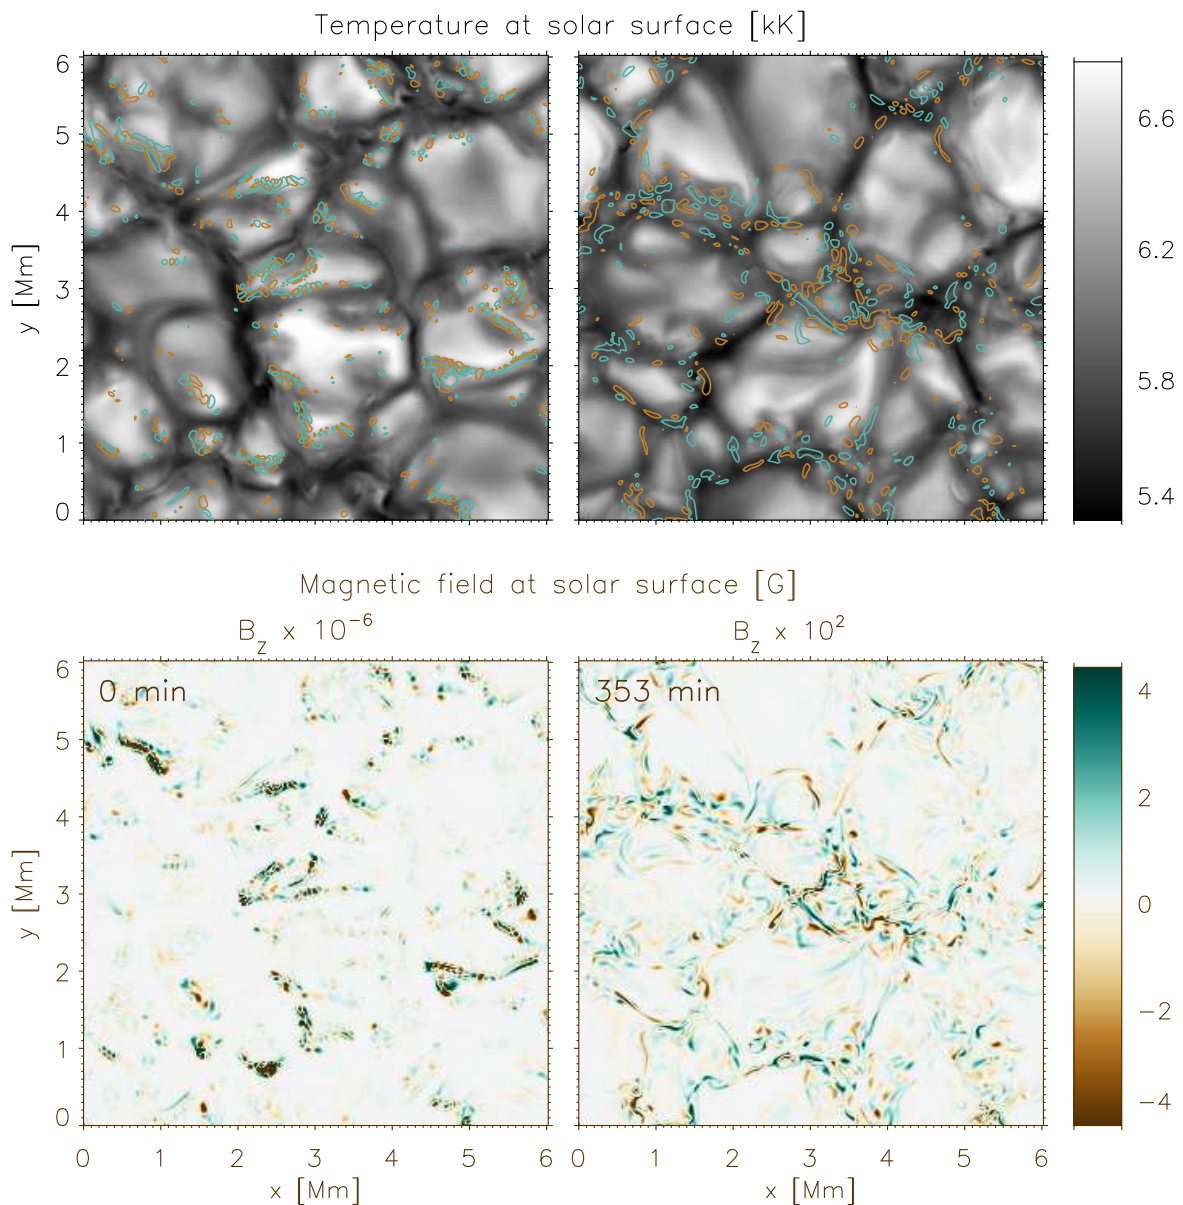 Temperature at solar surface [kK]
6
5
4
3
2
1
0
y [Mm]
6.6
6.2
5.8
5.4
Magnetic field at solar surface [G]
B_z x 10^-6
B_z x 10^2
0 min
353 min
6
5
4
3
2
1
0
y [Mm]
4
2
0
−2
−4
0 1 2 3 4 5 6
0 1 2 3 4 5 6
x [Mm]
x [Mm]